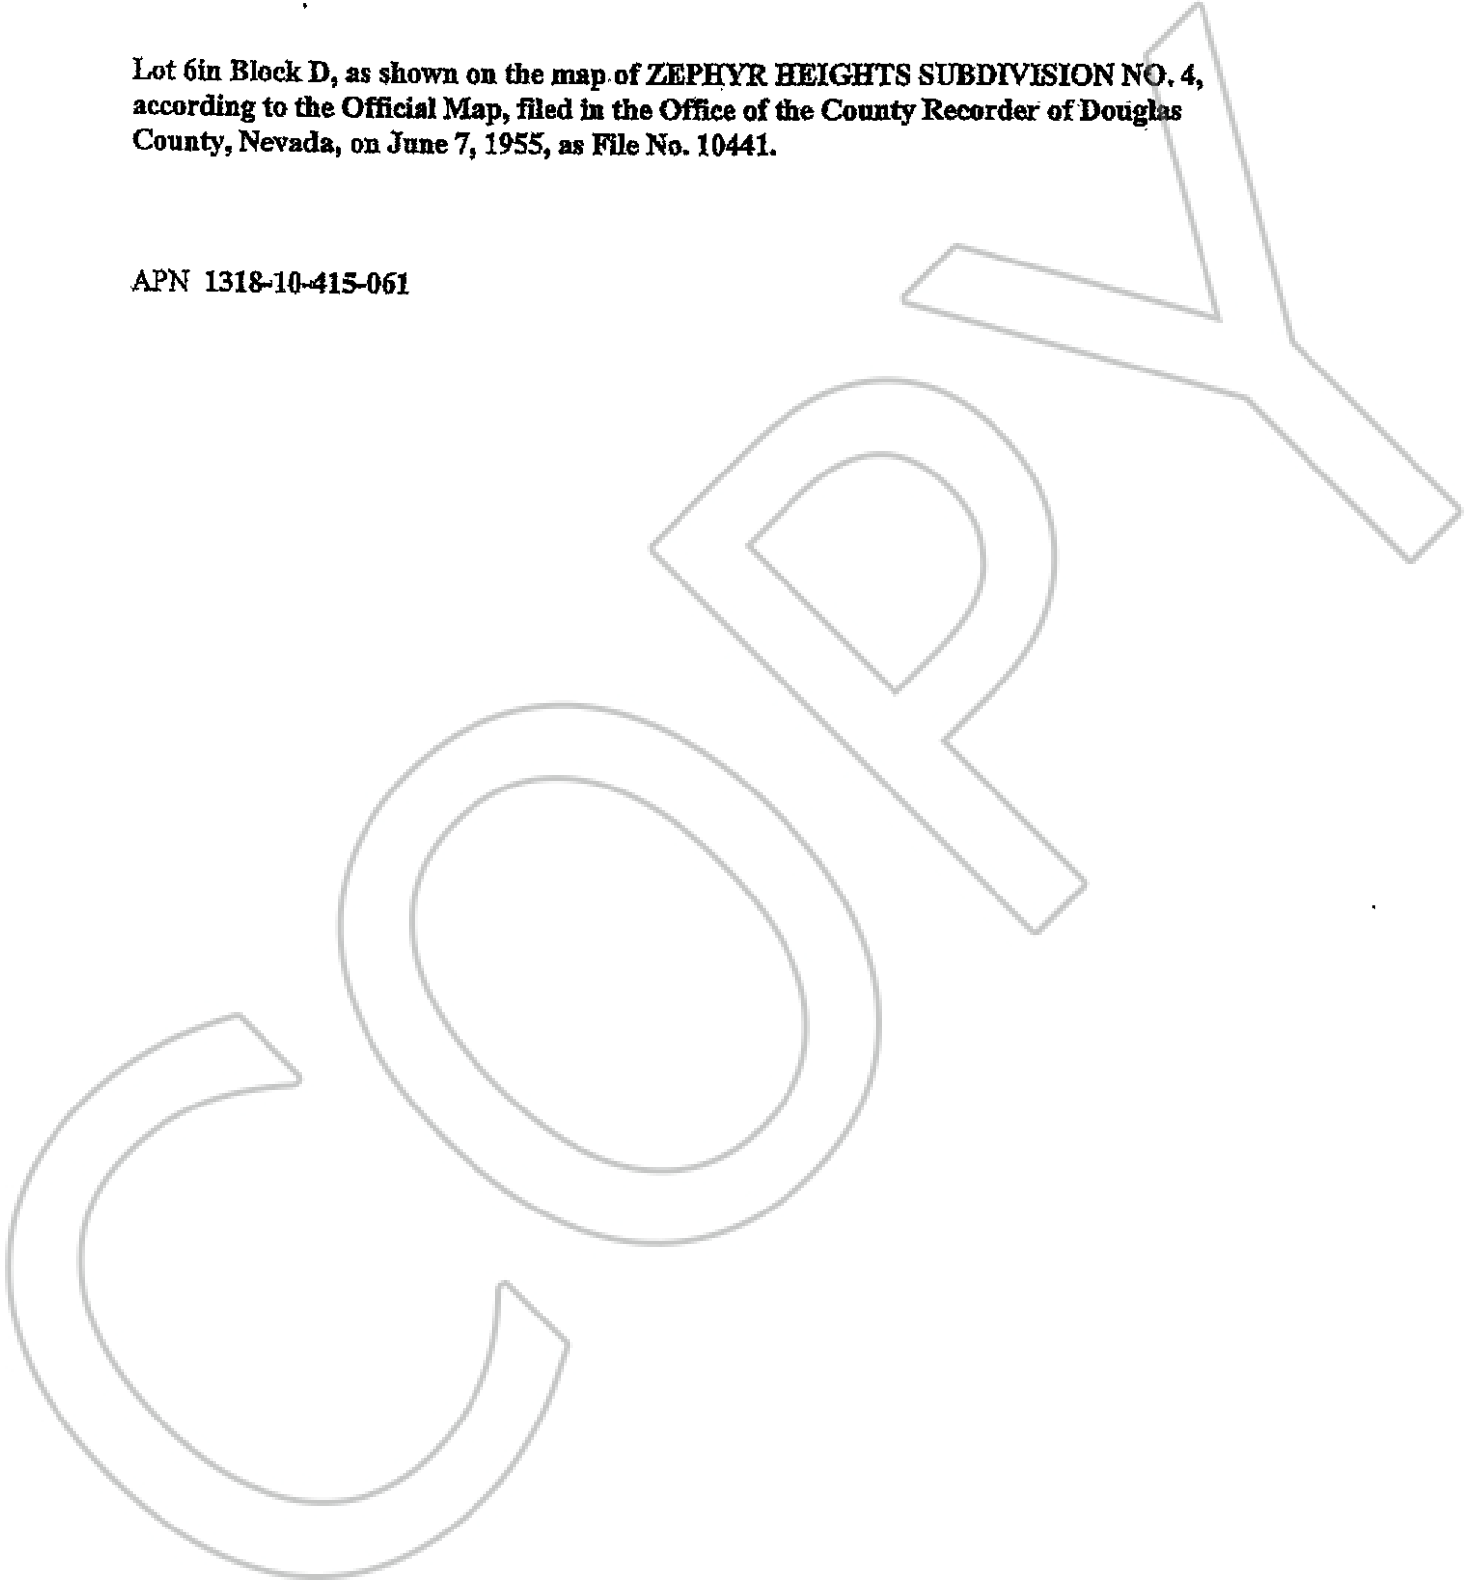 Lot 6in Block D, as shown on the map of ZEPHYR HEIGHTS SUBDIVISION NO. 4,
according to the Official Map, filed in the Office of the County Recorder of Douglas
County, Nevada, on June 7, 1955, as File No. 10441.
APN 1318-10-415-061
COPY